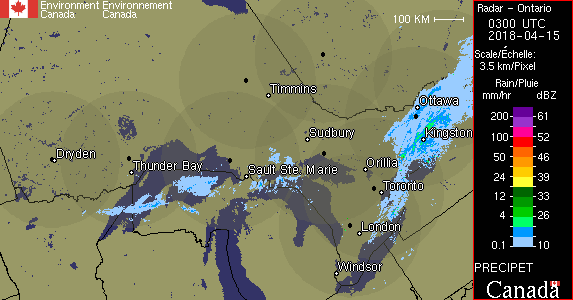 Environment Environnement
Canada Canada
100 KM
Timmins
Ottawa
Sudbury
Kingston
Dryden
Thunder Bay
Sault Ste. Marie
Orillia
Toronto
London
Windsor
Radar - Ontario
0300 UTC
2018-04-15
Scale/Échelle:
3.5 km/Pixel
Rain/Pluie
mm/hr dBZ
200 61
100 52
50 46
24 39
12 33
4 26
0.1 10
PRECIPET
Canada